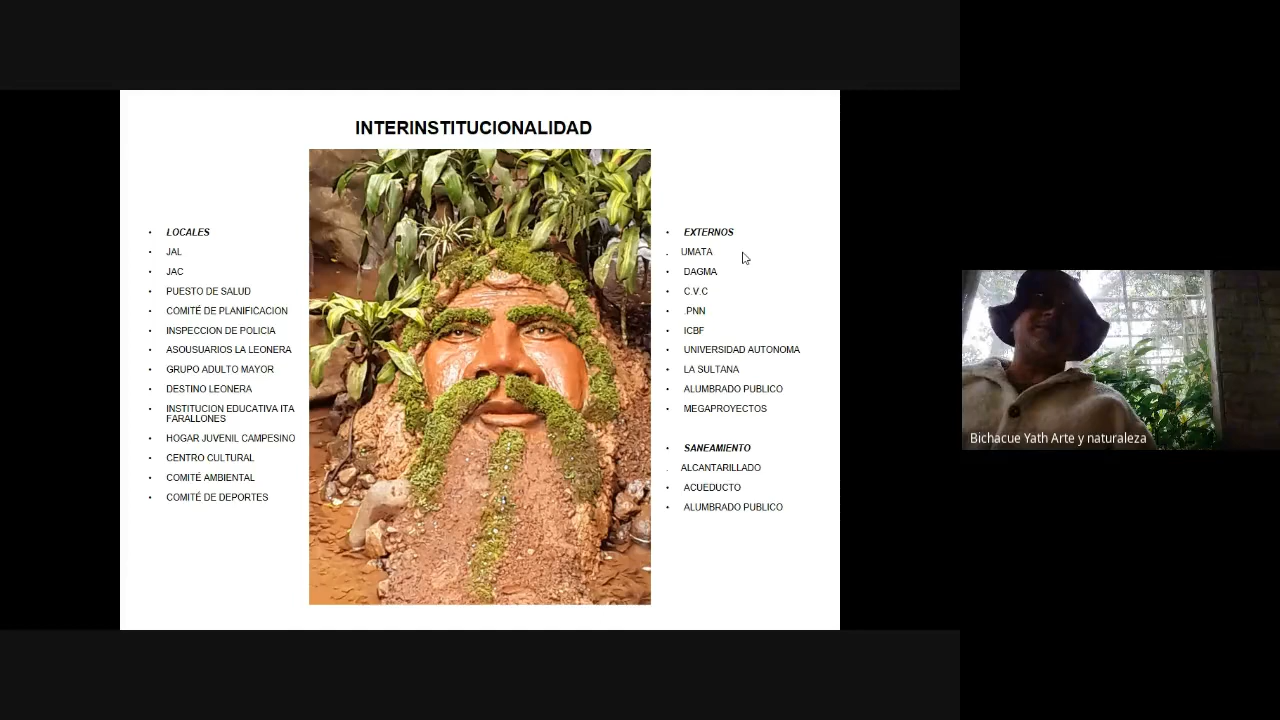 INTERINSTITUCIONALIDAD
• LOCALES
• JAL
• JAC
• PUESTO DE SALUD
• COMITÉ DE PLANIFICACION
• INSPECCION DE POLICIA
• ASOUSUARIOS LA LEONERA
• GRUPO ADULTO MAYOR
• DESTINO LEONERA
• INSTITUCION EDUCATIVA ITA
FARALLONES
• HOGAR JUVENIL CAMPESINO
• CENTRO CULTURAL
• COMITÉ AMBIENTAL
• COMITÉ DE DEPORTES
• EXTERNOS
. UMATA
• DAGMA
• C.V.C
• .PNN
• ICBF
• UNIVERSIDAD AUTONOMA
• LA SULTANA
• ALUMBRADO PUBLICO
• MEGAPROYECTOS
• SANEAMIENTO
. ALCANTARILLADO
• ACUEDUCTO
• ALUMBRADO PUBLICO
Bichacue Yath Arte y naturaleza